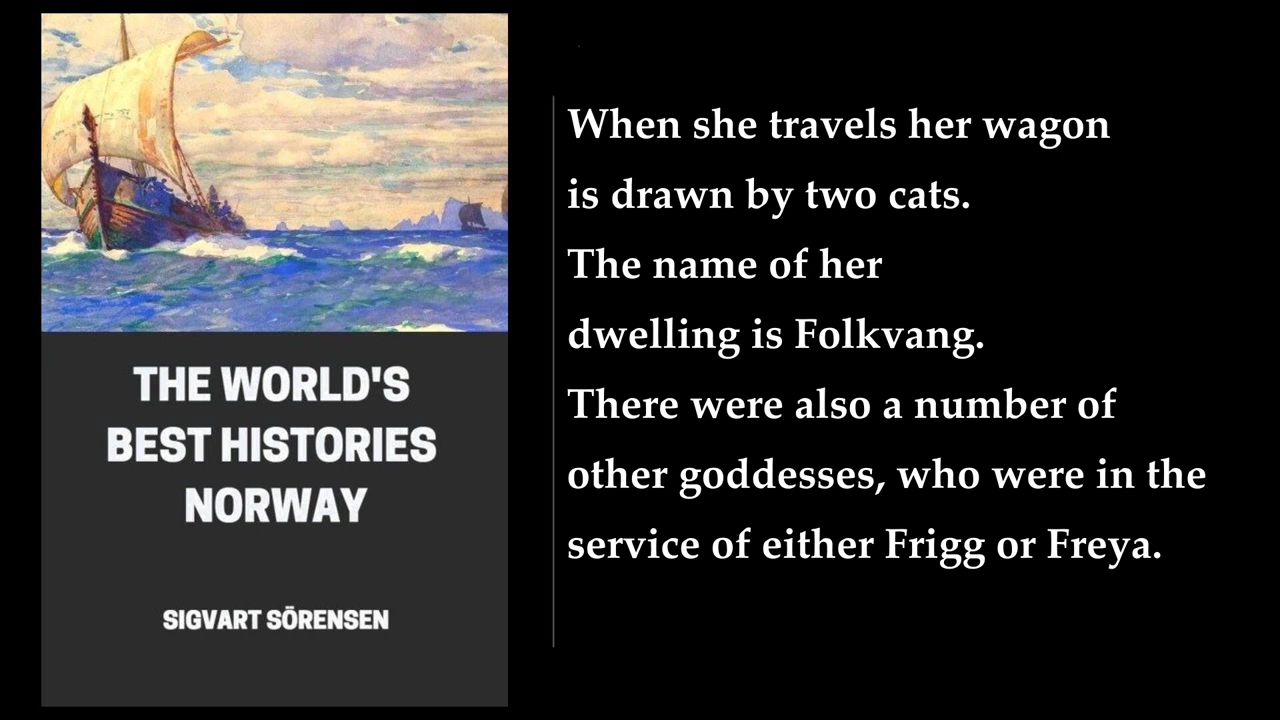 THE WORLD'S
BEST HISTORIES
NORWAY
SIGVART SÖRENSEN
When she travels her wagon
is drawn by two cats.
The name of her
dwelling is Folkvang.
There were also a number of
other goddesses, who were in the
service of either Frigg or Freya.